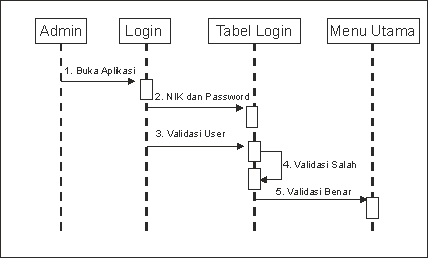 Admin
Login
Tabel Login
Menu Utama
1. Buka Aplikasi
2. NIK dan Password
3. Validasi User
4. Validasi Salah
5. Validasi Benar